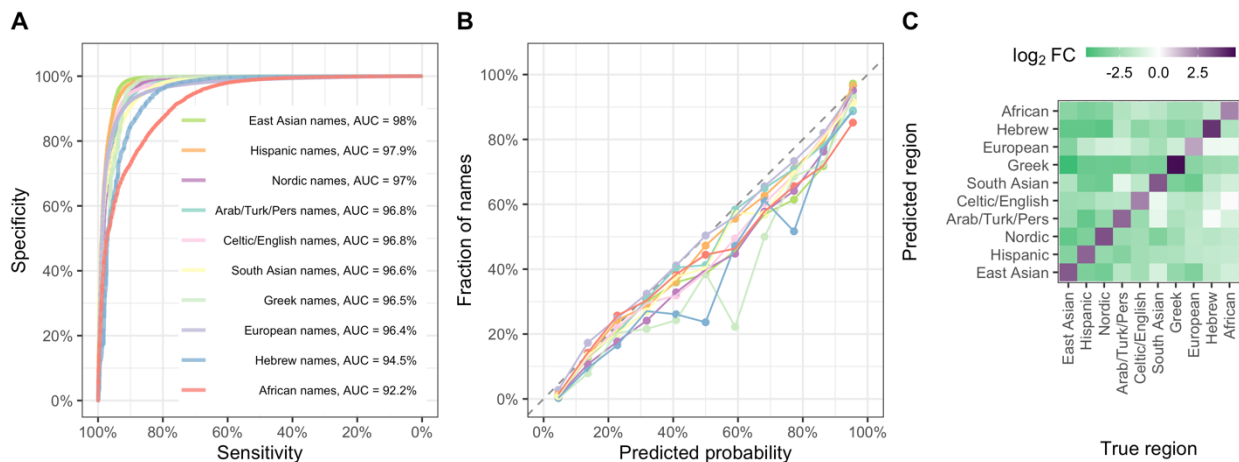 A
Specificity
100%
80%
60%
40%
20%
0%
East Asian names, AUC = 98%
Hispanic names, AUC = 97.9%
Nordic names, AUC = 97%
Arab/Turk/Pers names, AUC = 96.8%
Celtic/English names, AUC = 96.8%
South Asian names, AUC = 96.6%
Greek names, AUC = 96.5%
European names, AUC = 96.4%
Hebrew names, AUC = 94.5%
African names, AUC = 92.2%
100% 80% 60% 40% 20% 0%
Sensitivity
B
Fraction of names
100%
80%
60%
40%
20%
0%
0% 20% 40% 60% 80% 100%
Predicted probability
C
log₂ FC
-2.5 0.0 2.5
Predicted region
African
Hebrew
European
Greek
South Asian
Celtic/English
Arab/Turk/Pers
Nordic
Hispanic
East Asian
East Asian
Hispanic
Nordic
Arab/Turk/Pers
Celtic/English
South Asian
Greek
European
Hebrew
African
True region